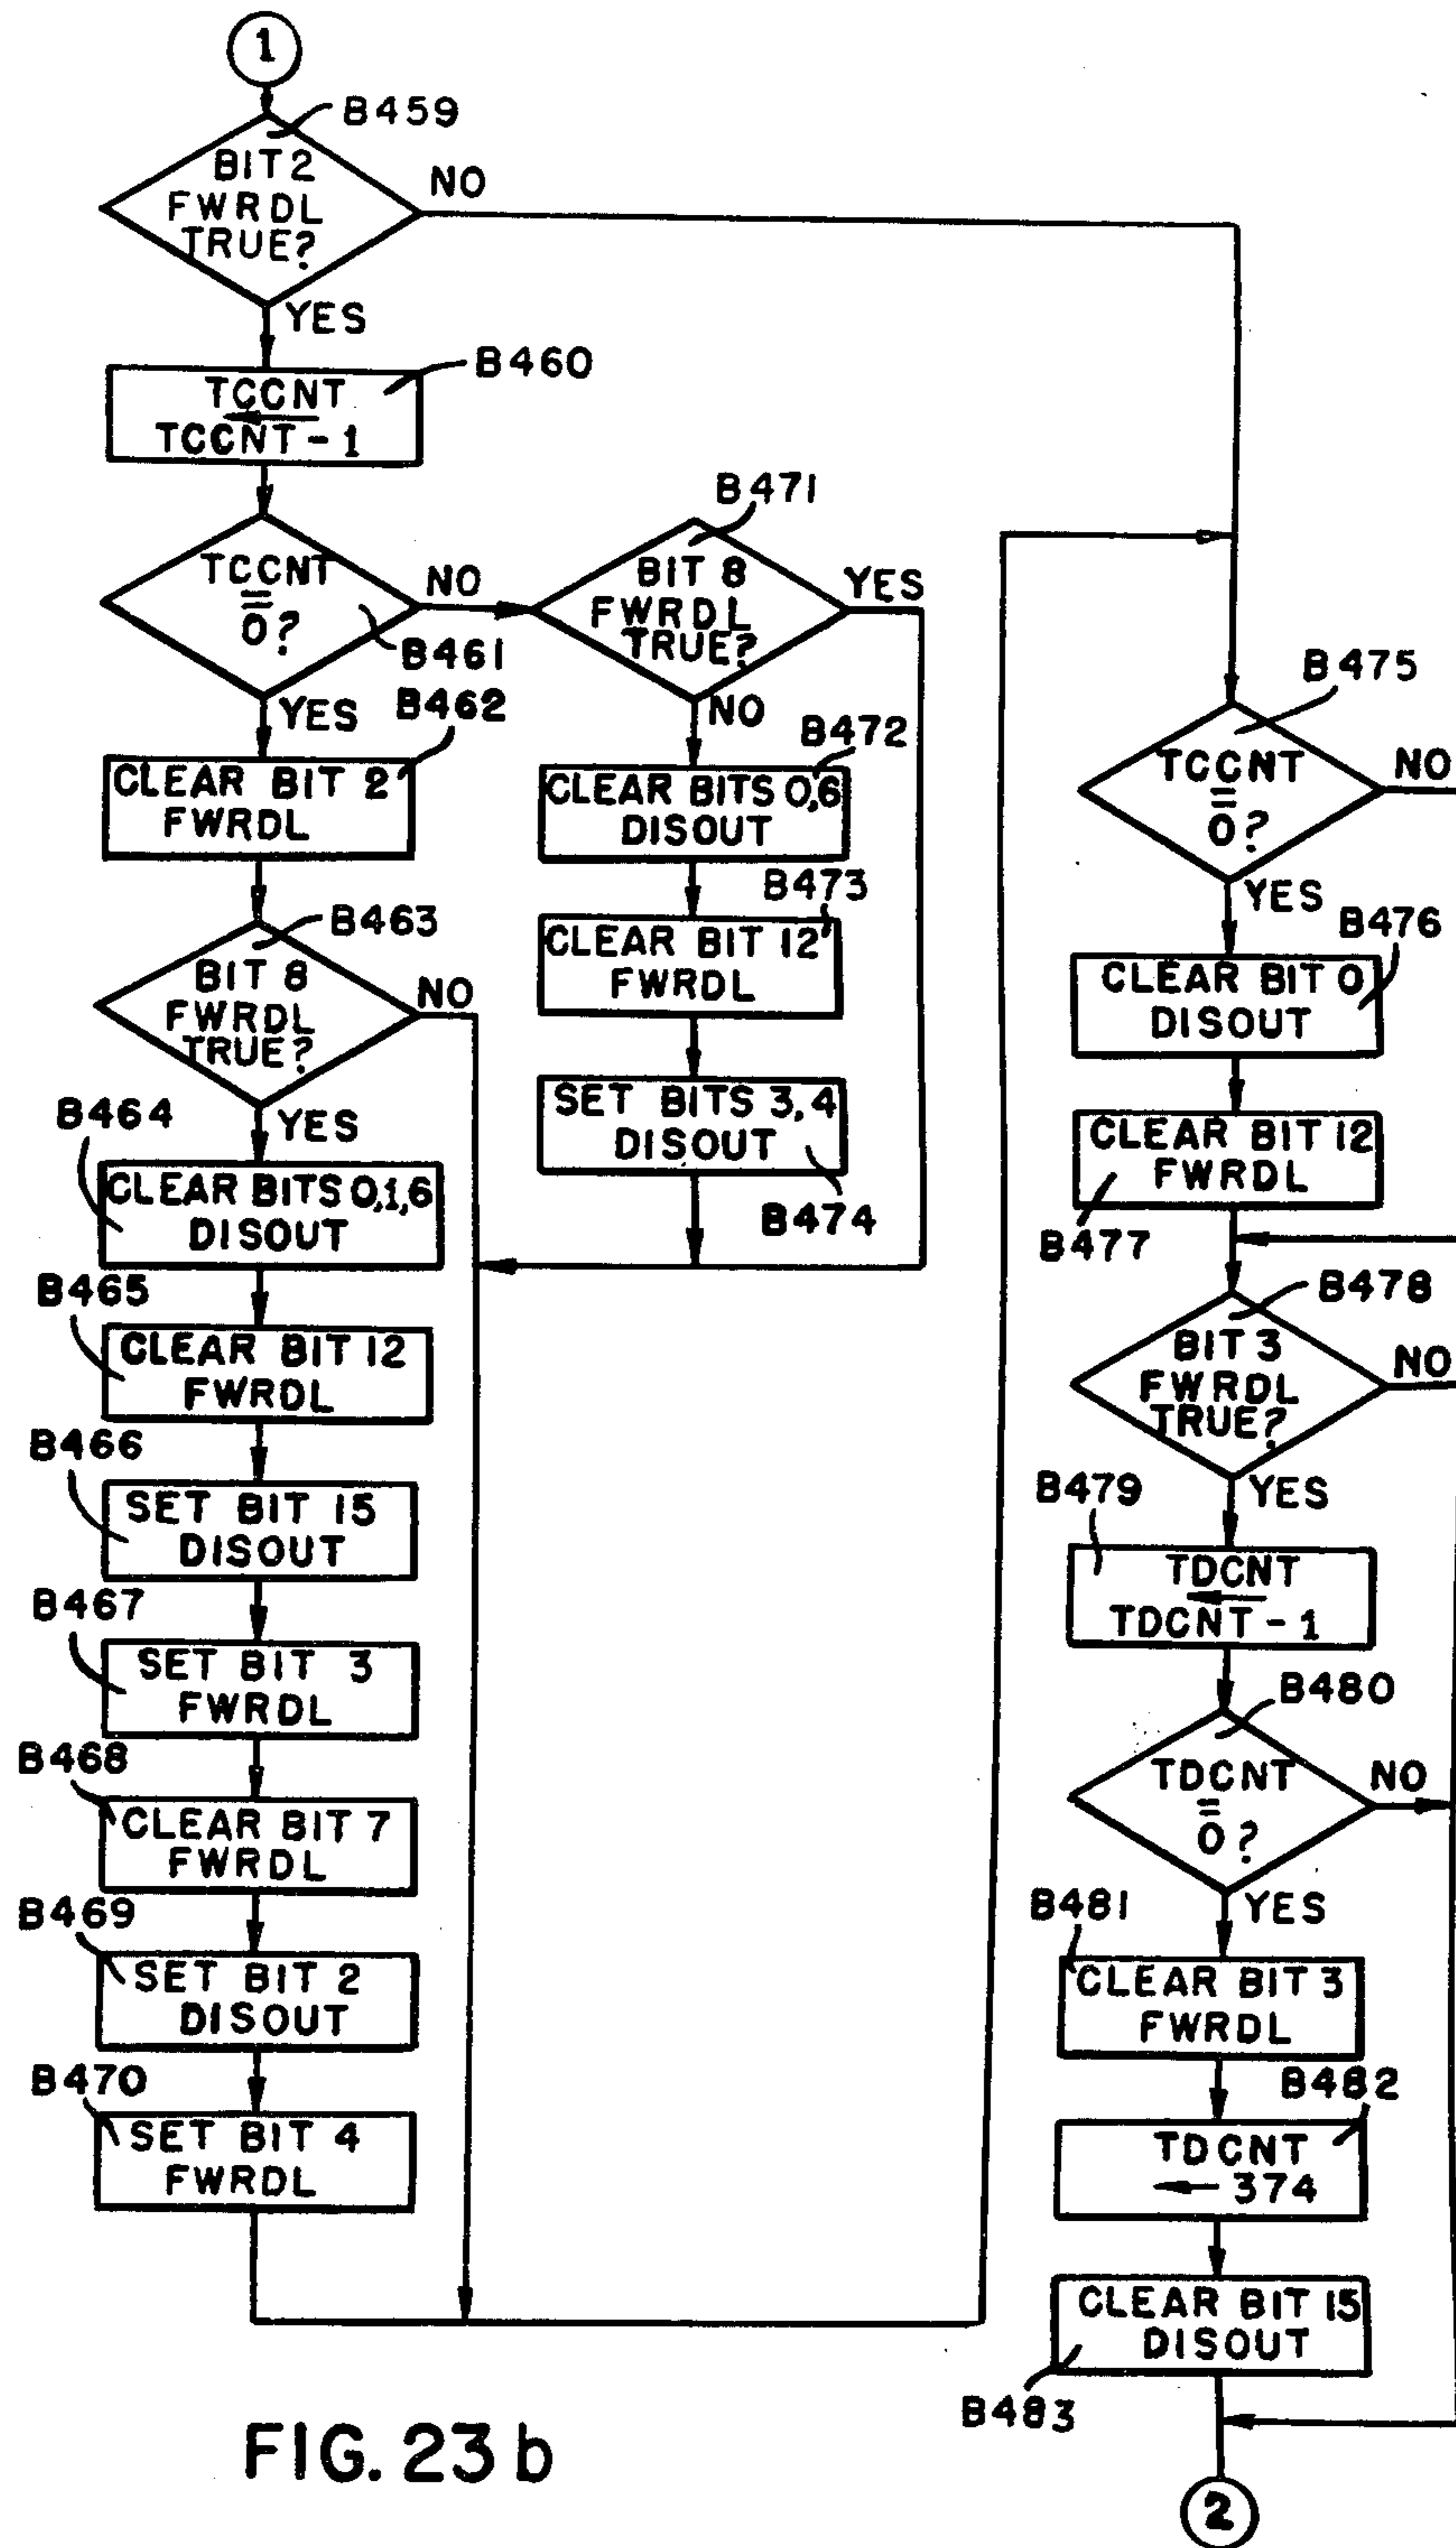 1
B459
BIT 2
FWRDL
TRUE?
NO
YES
B460
TCCNT
←
TCCNT - 1
TCCNT
=
0?
NO
B461
YES
B462
CLEAR BIT 2
FWRDL
B463
BIT 8
FWRDL
TRUE?
NO
YES
B464
CLEAR BITS 0,1,6
DISOUT
B465
CLEAR BIT 12
FWRDL
B466
SET BIT 15
DISOUT
B467
SET BIT 3
FWRDL
B468
CLEAR BIT 7
FWRDL
B469
SET BIT 2
DISOUT
B470
SET BIT 4
FWRDL
B471
BIT 8
FWRDL
TRUE?
YES
NO
B472
CLEAR BITS 0,6
DISOUT
B473
CLEAR BIT 12
FWRDL
SET BITS 3,4
DISOUT
B474
B475
TCCNT
=
0?
NO
YES
B476
CLEAR BIT 0
DISOUT
CLEAR BIT 12
FWRDL
B477
B478
BIT 3
FWRDL
TRUE?
NO
YES
B479
TDCNT
←
TDCNT - 1
B480
TDCNT
=
0?
NO
YES
B481
CLEAR BIT 3
FWRDL
B482
TDCNT
← 374
CLEAR BIT 15
DISOUT
B483
2
FIG. 23b